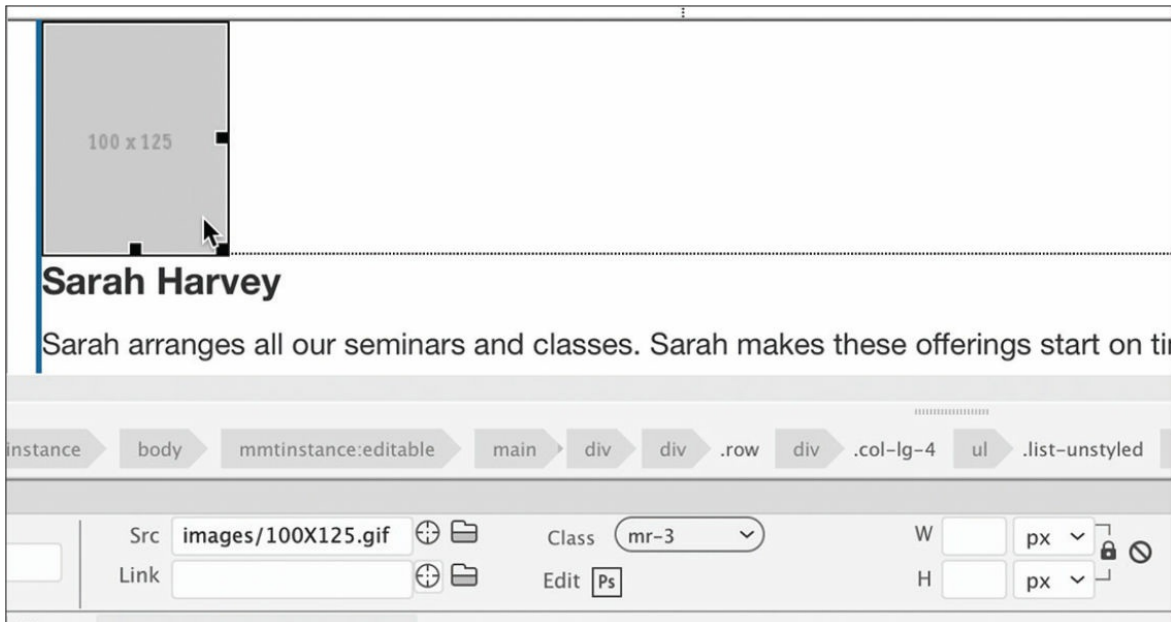 100 x 125
Sarah Harvey
Sarah arranges all our seminars and classes. Sarah makes these offerings start on
instance body mmtinstance:editable main div div .row div .col-lg-4 ul .list-unstyled
Src images/100X125.gif Class mr-3 W px
Link Edit Ps H px